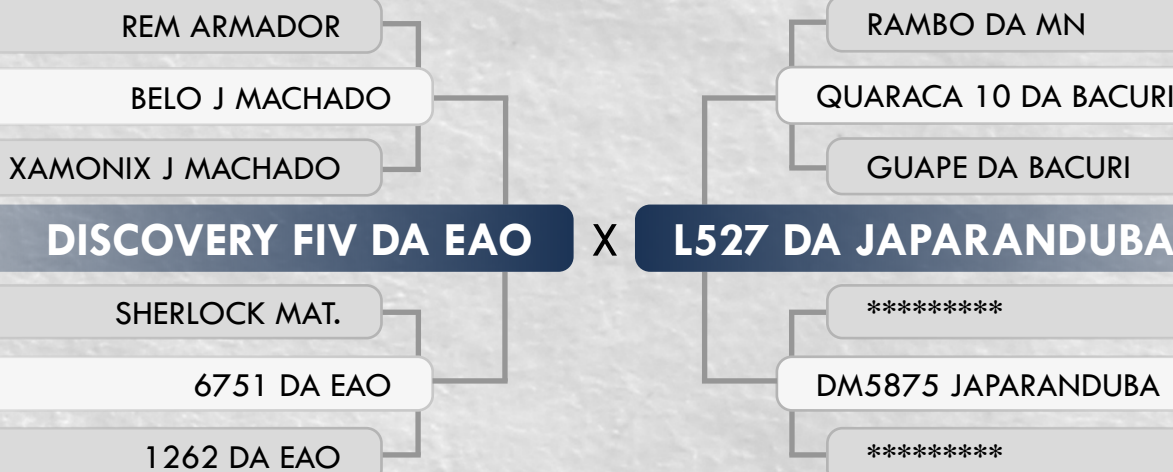 REM ARMADOR
BELO J MACHADO
XAMONIX J MACHADO
DISCOVERY FIV DA EAO
SHERLOCK MAT.
6751 DA EAO
1262 DA EAO
X
RAMBO DA MN
QUARACA 10 DA BACURI
GUAPE DA BACURI
L527 DA JAPARANDUBA
*********
DM5875 JAPARANDUBA
*********